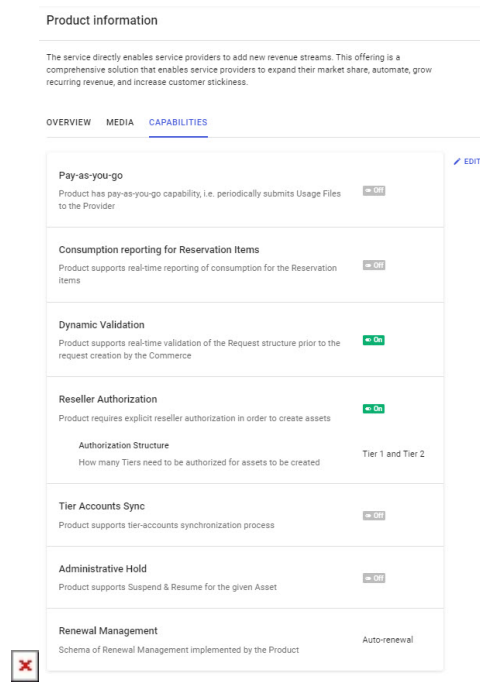 Product information
The service directly enables service providers to add new revenue streams. This offering is a
comprehensive solution that enables service providers to expand their market share, automate, grow
recurring revenue, and increase customer stickiness.
OVERVIEW MEDIA CAPABILITIES
EDIT
Pay-as-you-go
Product has pay-as-you-go capability, i.e. periodically submits Usage Files
to the Provider
Off
Consumption reporting for Reservation Items
Product supports real-time reporting of consumption for the Reservation
items
Off
Dynamic Validation
Product supports real-time validation of the Request structure prior to the
request creation by the Commerce
On
Reseller Authorization
Product requires explicit reseller authorization in order to create assets
On
Authorization Structure
How many Tiers need to be authorized for assets to be created
Tier 1 and Tier 2
Tier Accounts Sync
Product supports tier-accounts synchronization process
Off
Administrative Hold
Product supports Suspend & Resume for the given Asset
Off
Renewal Management
Schema of Renewal Management implemented by the Product
Auto-renewal